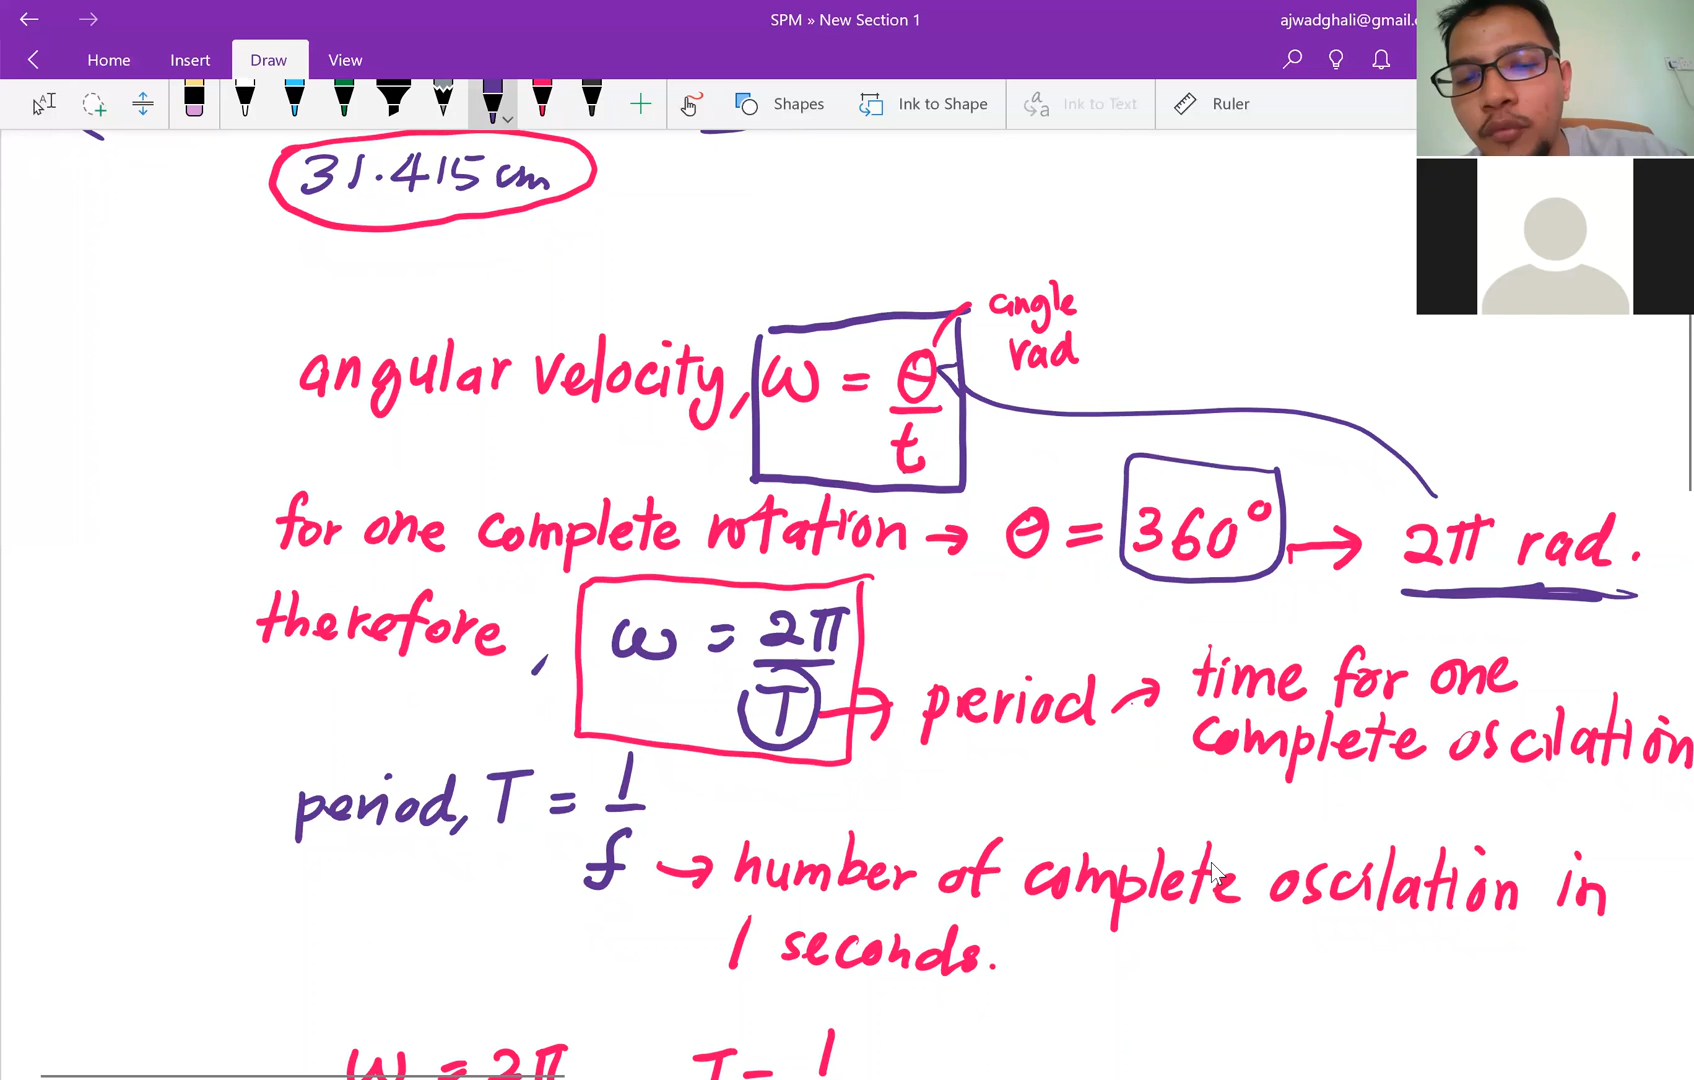 SPM » New Section 1
ajwadghali@gmail.c
Home Insert Draw View
Shapes Ink to Shape Ink to Text Ruler
31.415 cm
angle
rad
angular velocity, ω = θ/t
for one complete rotation → θ = 360° → 2π rad.
therefore, ω = 2π/T → period → time for one
complete oscilation
period, T = 1/f → number of complete oscilation in
1 seconds.
ω = 2π T = 1